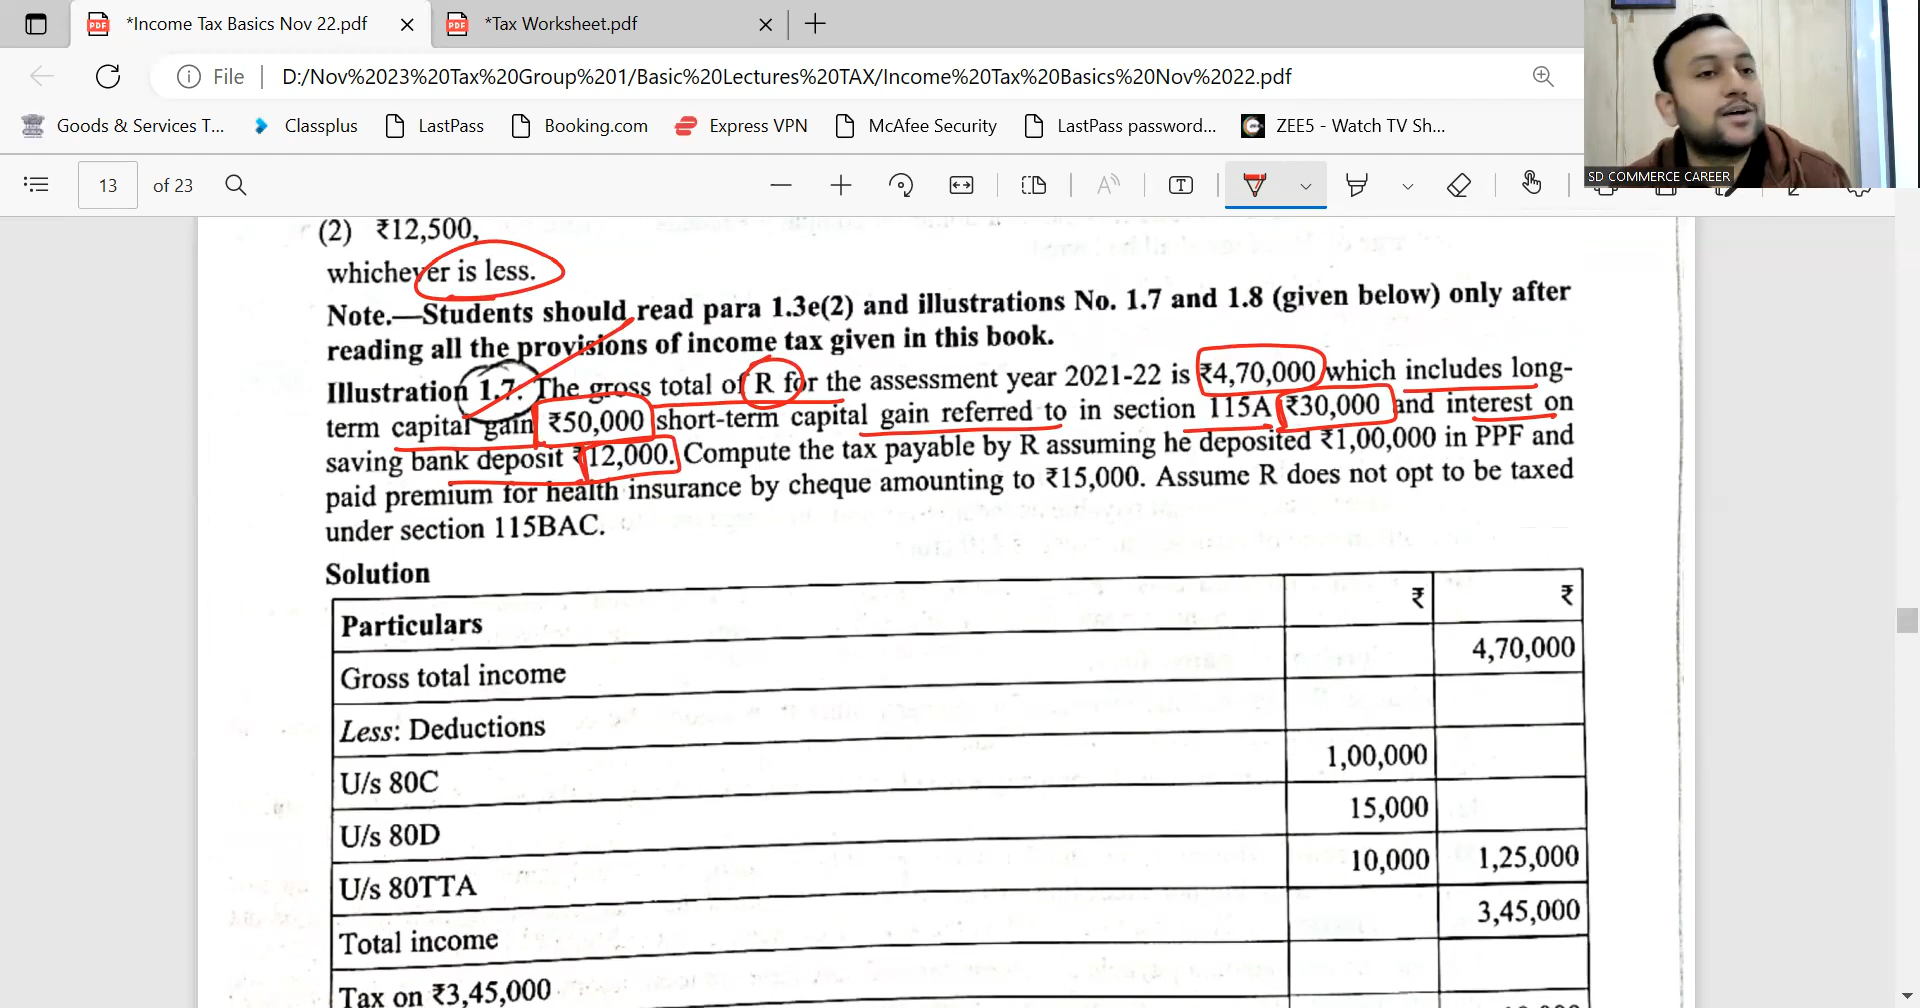 *Income Tax Basics Nov 22.pdf
*Tax Worksheet.pdf
File
D:/Nov%2023%20Tax%20Group%201/Basic%20Lectures%20TAX/Income%20Tax%20Basics%20Nov%2022.pdf
Goods & Services T... Classplus LastPass Booking.com Express VPN McAfee Security LastPass password... ZEE5 - Watch TV Sh...
SD COMMERCE CAREER
13 of 23
(2) ₹12,500,
whichever is less.
Note.—Students should read para 1.3e(2) and illustrations No. 1.7 and 1.8 (given below) only after
reading all the provisions of income tax given in this book.
Illustration 1.7. The gross total of R for the assessment year 2021-22 is ₹4,70,000 which includes long-
term capital gain ₹50,000 short-term capital gain referred to in section 115A ₹30,000 and interest on
saving bank deposit ₹12,000. Compute the tax payable by R assuming he deposited ₹1,00,000 in PPF and
paid premium for health insurance by cheque amounting to ₹15,000. Assume R does not opt to be taxed
under section 115BAC.
Solution
Particulars ₹ ₹
Gross total income 4,70,000
Less: Deductions
U/s 80C 1,00,000
U/s 80D 15,000
U/s 80TTA 10,000 1,25,000
Total income 3,45,000
Tax on ₹3,45,000